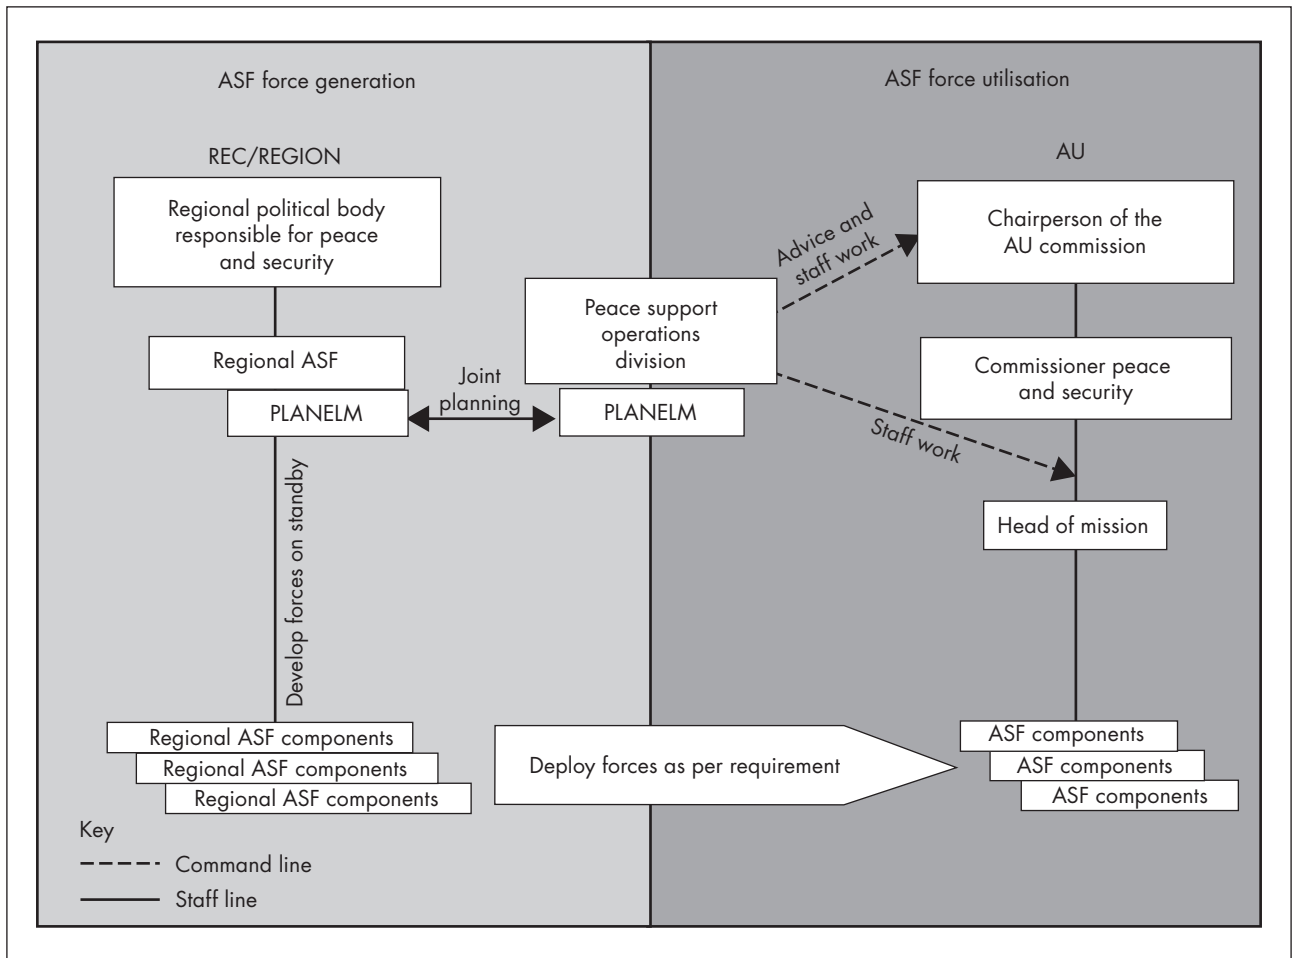 ASF force generation
REC/REGION
Regional political body
responsible for peace
and security
Regional ASF
PLANELM
Joint
planning
Develop forces on standby
Regional ASF components
Regional ASF components
Regional ASF components
Key
Command line
Staff line
Peace support
operations
division
PLANELM
Deploy forces as per requirement
ASF force utilisation
AU
Advice and
staff work
Chairperson of the
AU commission
Commissioner peace
and security
Staff work
Head of mission
ASF components
ASF components
ASF components